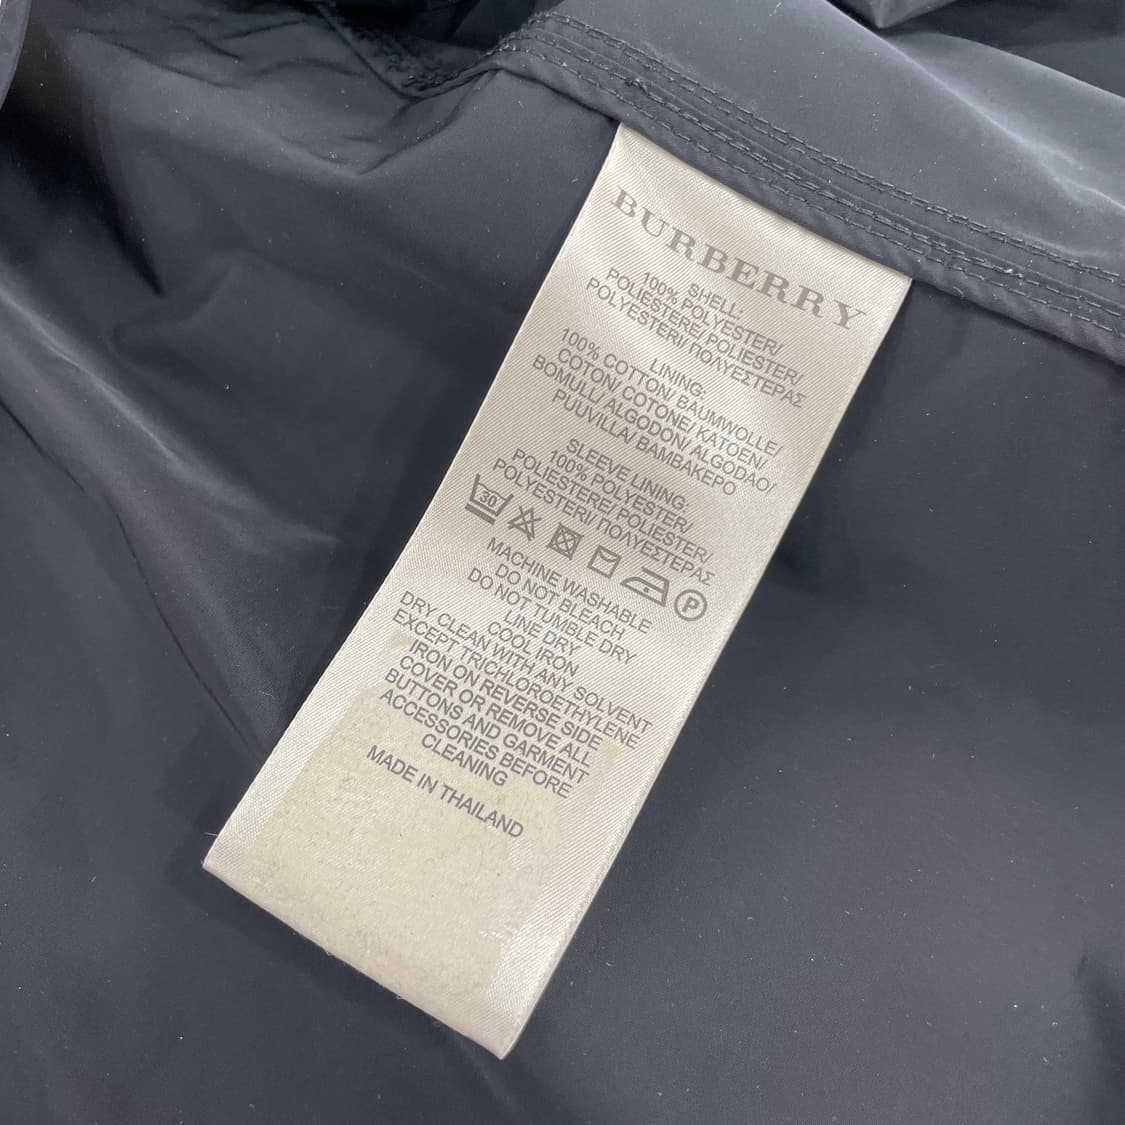 BURBERRY
SHELL:
100% POLYESTER/
POLIESTERE/ POLIESTER/
POLYESTERI/ ΠΟΛΥΕΣΤΕΡΑΣ
LINING:
100% COTTON/ BAUMWOLLE/
COTON/ COTONE/ KATOEN/
BOMULL/ ALGODON/ ALGODAO/
PUUVILLA/ ΒΑΜΒΑΚΕΡΟ
SLEEVE LINING:
100% POLYESTER/
POLIESTERE/ POLIESTER/
POLYESTERI/ ΠΟΛΥΕΣΤΕΡΑΣ
30 P
MACHINE WASHABLE
DO NOT BLEACH
DO NOT TUMBLE DRY
LINE DRY
COOL IRON
DRY CLEAN WITH ANY SOLVENT
EXCEPT TRICHLOROETHYLENE
IRON ON REVERSE SIDE
COVER OR REMOVE ALL
BUTTONS AND GARMENT
ACCESSORIES BEFORE
CLEANING
MADE IN THAILAND